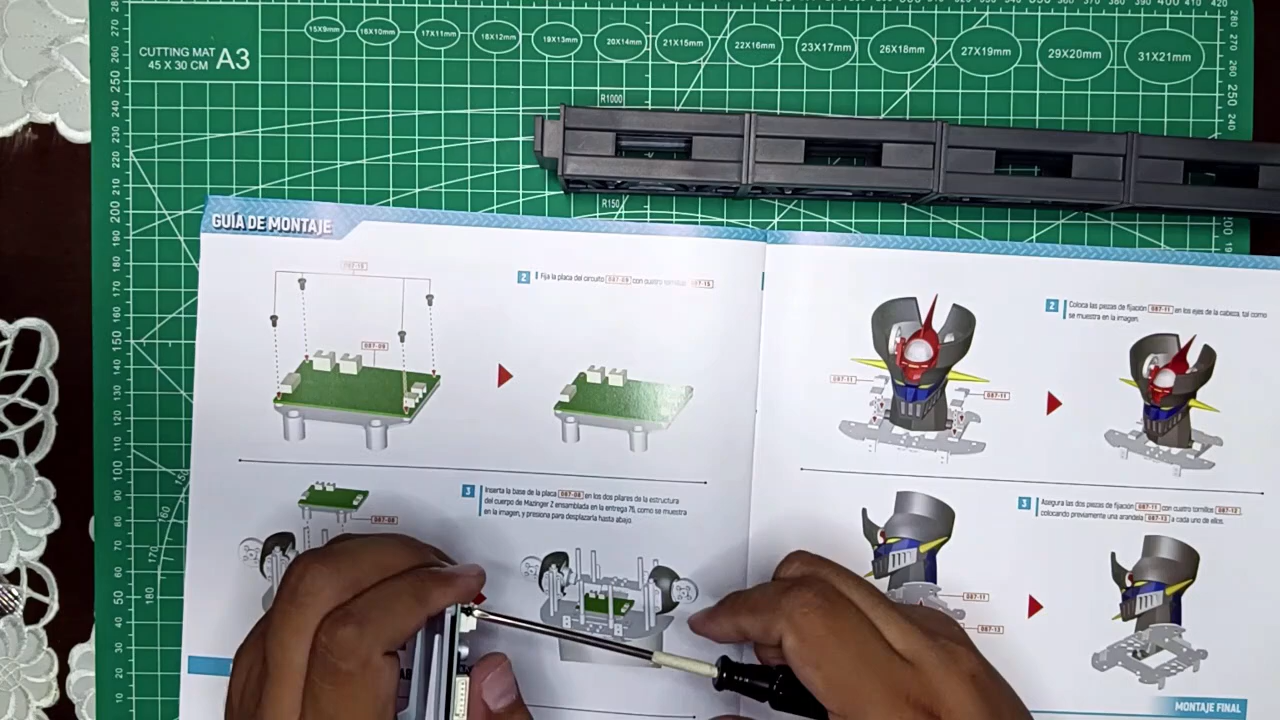 CUTTING MAT
45 X 30 CM A3
15X9mm
16X10mm
17X11mm
18X12mm
19X13mm
20X14mm
21X15mm
22X16mm
23X17mm
26X18mm
27X19mm
29X20mm
31X21mm
R1000
R150
GUÍA DE MONTAJE
087-15
087-09
2 Fija la placa del circuito 087-09 con cuatro tornillos 087-15
3 Inserta la base de la placa 087-08 en los dos pilares de la estructura
del cuerpo de Mazinger Z ensamblada en la entrega 76, como se muestra
en la imagen, y presiona para desplazarla hasta abajo.
087-08
2 Coloca las piezas de fijación 087-11 en los ejes de la cabeza, tal como
se muestra en la imagen.
087-11
087-11
3 Asegura las dos piezas de fijación 087-11 con cuatro tornillos 087-12
colocando previamente una arandela 087-13 a cada uno de ellos.
087-11
087-13
MONTAJE FINAL